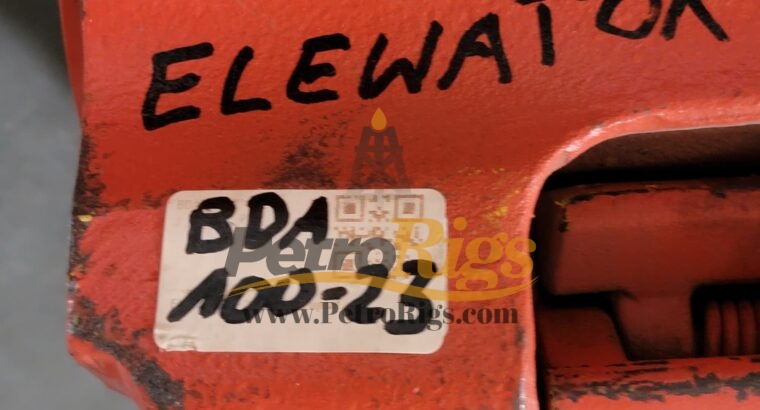 ELEWATOR
BDA
PetroRigs
100-23
www.PetroRigs.com